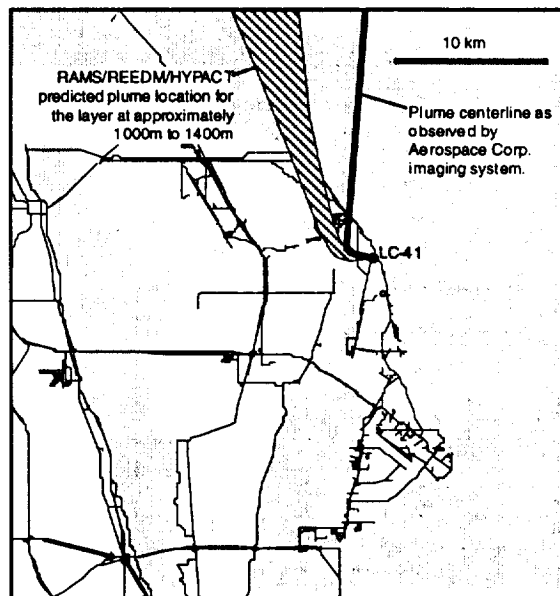 RAMS/REEDM/HYPACT
predicted plume location for
the layer at approximately
1000m to 1400m
10 km
Plume centerline as
observed by
Aerospace Corp.
imaging system.
LC-41